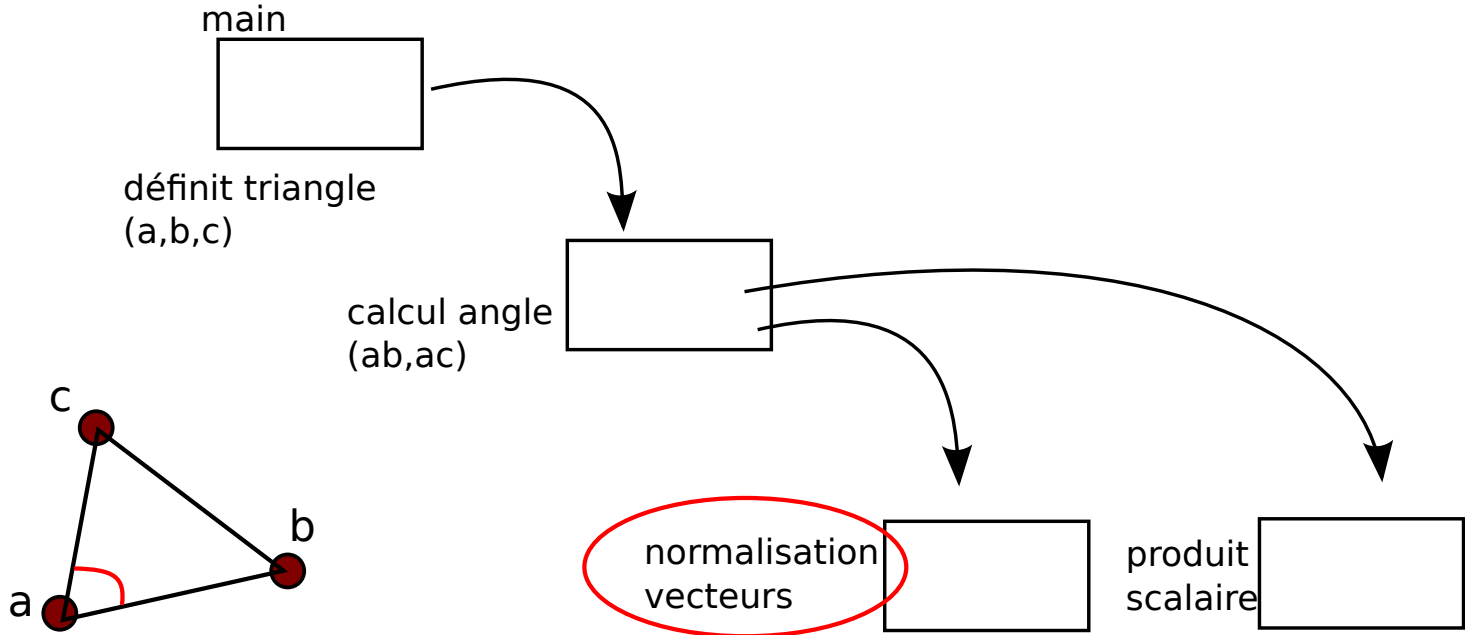 main
définit triangle
(a,b,c)
calcul angle
(ab,ac)
c
b
a
normalisation
vecteurs
produit
scalaire